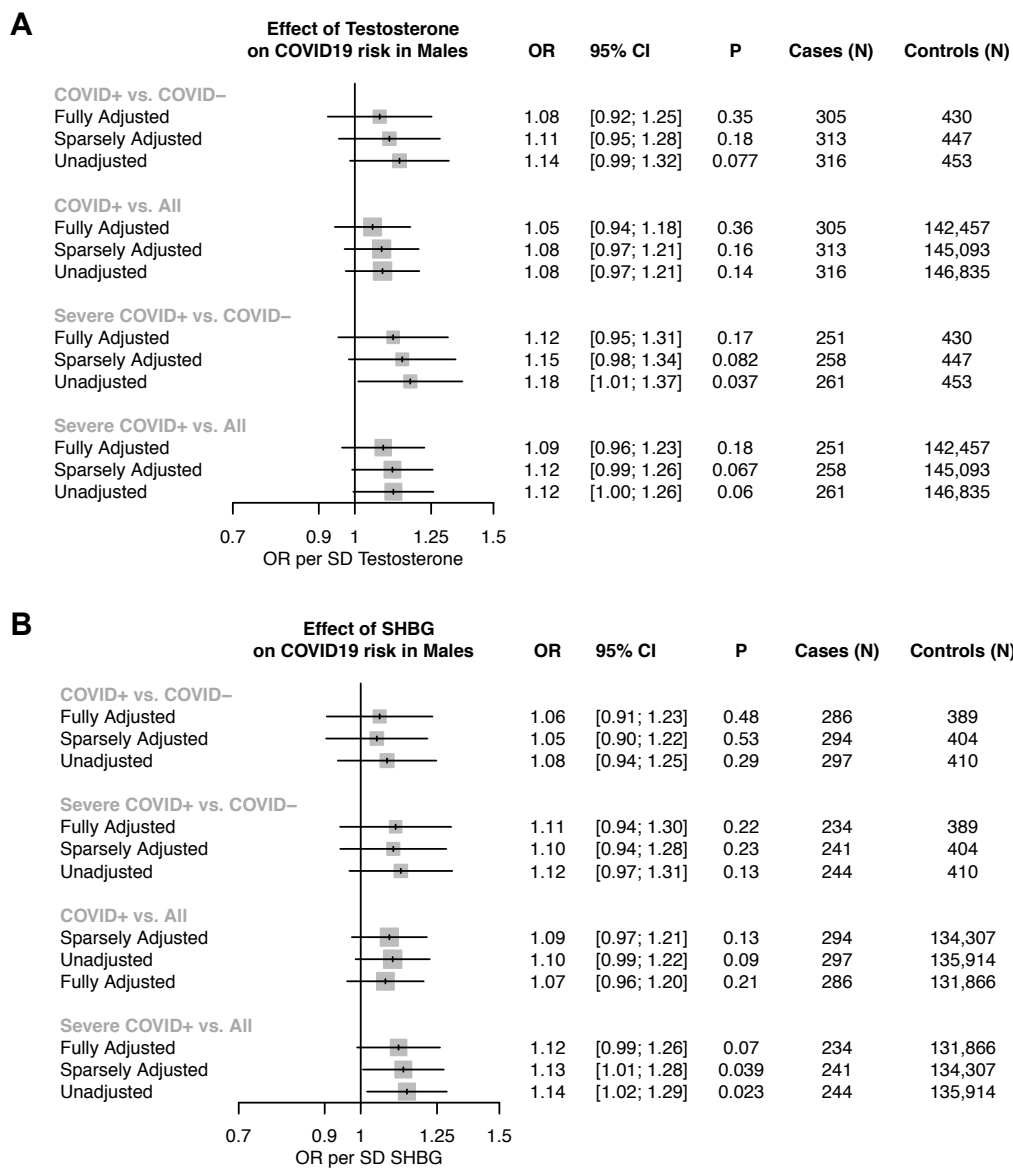 A
Effect of Testosterone
on COVID19 risk in Males OR 95% CI P Cases (N) Controls (N)
COVID+ vs. COVID−
Fully Adjusted 1.08 [0.92; 1.25] 0.35 305 430
Sparsely Adjusted 1.11 [0.95; 1.28] 0.18 313 447
Unadjusted 1.14 [0.99; 1.32] 0.077 316 453
COVID+ vs. All
Fully Adjusted 1.05 [0.94; 1.18] 0.36 305 142,457
Sparsely Adjusted 1.08 [0.97; 1.21] 0.16 313 145,093
Unadjusted 1.08 [0.97; 1.21] 0.14 316 146,835
Severe COVID+ vs. COVID−
Fully Adjusted 1.12 [0.95; 1.31] 0.17 251 430
Sparsely Adjusted 1.15 [0.98; 1.34] 0.082 258 447
Unadjusted 1.18 [1.01; 1.37] 0.037 261 453
Severe COVID+ vs. All
Fully Adjusted 1.09 [0.96; 1.23] 0.18 251 142,457
Sparsely Adjusted 1.12 [0.99; 1.26] 0.067 258 145,093
Unadjusted 1.12 [1.00; 1.26] 0.06 261 146,835
0.7 0.9 1 1.25 1.5
OR per SD Testosterone
B
Effect of SHBG
on COVID19 risk in Males OR 95% CI P Cases (N) Controls (N)
COVID+ vs. COVID−
Fully Adjusted 1.06 [0.91; 1.23] 0.48 286 389
Sparsely Adjusted 1.05 [0.90; 1.22] 0.53 294 404
Unadjusted 1.08 [0.94; 1.25] 0.29 297 410
Severe COVID+ vs. COVID−
Fully Adjusted 1.11 [0.94; 1.30] 0.22 234 389
Sparsely Adjusted 1.10 [0.94; 1.28] 0.23 241 404
Unadjusted 1.12 [0.97; 1.31] 0.13 244 410
COVID+ vs. All
Sparsely Adjusted 1.09 [0.97; 1.21] 0.13 294 134,307
Unadjusted 1.10 [0.99; 1.22] 0.09 297 135,914
Fully Adjusted 1.07 [0.96; 1.20] 0.21 286 131,866
Severe COVID+ vs. All
Fully Adjusted 1.12 [0.99; 1.26] 0.07 234 131,866
Sparsely Adjusted 1.13 [1.01; 1.28] 0.039 241 134,307
Unadjusted 1.14 [1.02; 1.29] 0.023 244 135,914
0.7 0.9 1 1.25 1.5
OR per SD SHBG